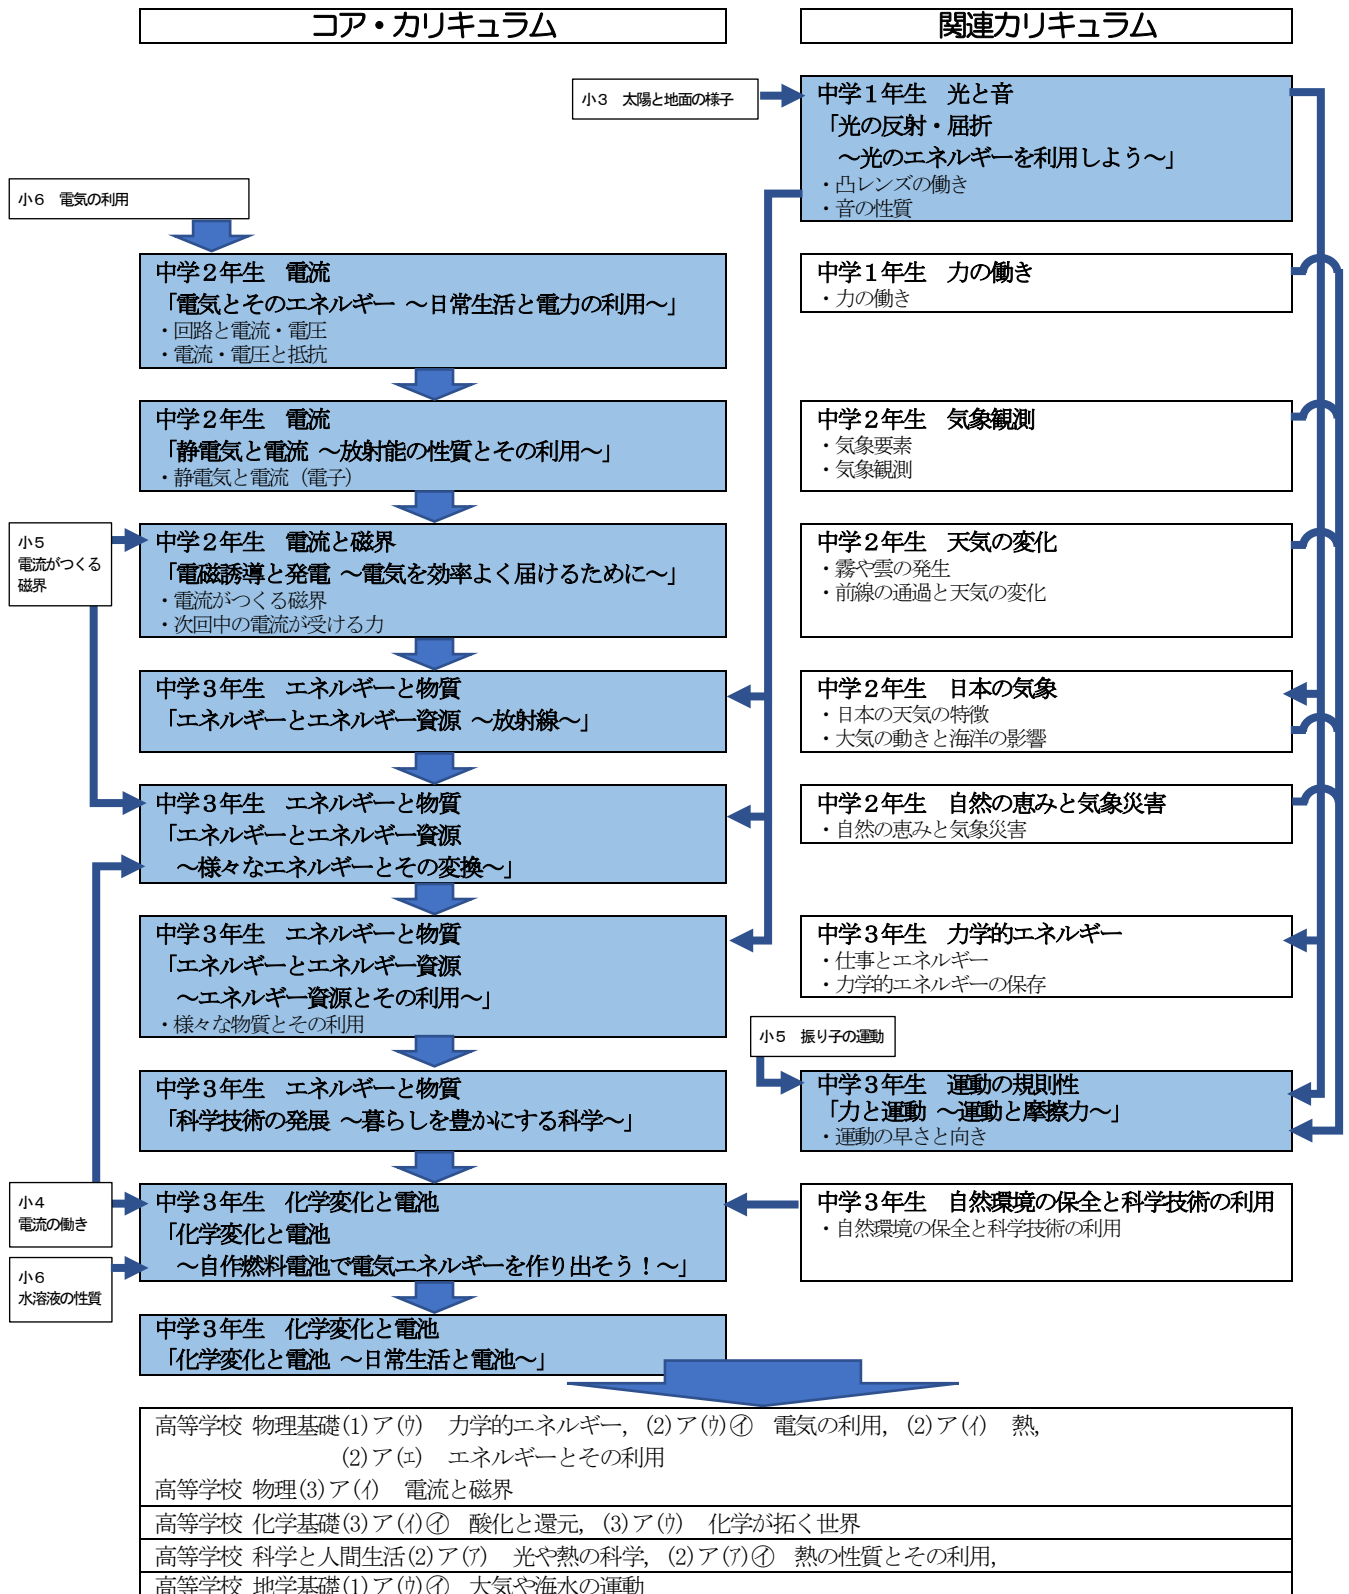 コア・カリキュラム
関連カリキュラム
小３　太陽と地面の様子
中学１年生　光と音
「光の反射・屈折
～光のエネルギーを利用しよう～」
・凸レンズの働き
・音の性質
小６　電気の利用
中学２年生　電流
「電気とそのエネルギー ～日常生活と電力の利用～」
・回路と電流・電圧
・電流・電圧と抵抗
中学１年生　力の働き
・力の働き
中学２年生　電流
「静電気と電流 ～放射能の性質とその利用～」
・静電気と電流（電子）
中学２年生　気象観測
・気象要素
・気象観測
小５
電流がつくる
磁界
中学２年生　電流と磁界
「電磁誘導と発電 ～電気を効率よく届けるために～」
・電流がつくる磁界
・次回中の電流が受ける力
中学２年生　天気の変化
・霧や雲の発生
・前線の通過と天気の変化
中学３年生　エネルギーと物質
「エネルギーとエネルギー資源 ～放射線～」
中学２年生　日本の気象
・日本の天気の特徴
・大気の動きと海洋の影響
中学３年生　エネルギーと物質
「エネルギーとエネルギー資源
～様々なエネルギーとその変換～」
中学２年生　自然の恵みと気象災害
・自然の恵みと気象災害
中学３年生　エネルギーと物質
「エネルギーとエネルギー資源
～エネルギー資源とその利用～」
・様々な物質とその利用
中学３年生　力学的エネルギー
・仕事とエネルギー
・力学的エネルギーの保存
小５　振り子の運動
中学３年生　エネルギーと物質
「科学技術の発展 ～暮らしを豊かにする科学～」
中学３年生　運動の規則性
「力と運動 ～運動と摩擦力～」
・運動の早さと向き
小４
電流の働き
中学３年生　化学変化と電池
「化学変化と電池
～自作燃料電池で電気エネルギーを作り出そう！～」
中学３年生　自然環境の保全と科学技術の利用
・自然環境の保全と科学技術の利用
小６
水溶液の性質
中学３年生　化学変化と電池
「化学変化と電池 ～日常生活と電池～」
高等学校 物理基礎(1)ア(ｳ)　力学的エネルギー，(2)ア(ｳ)㋑　電気の利用，(2)ア(ｲ)　熱，
(2)ア(ｴ)　エネルギーとその利用
高等学校 物理(3)ア(ｲ)　電流と磁界
高等学校 化学基礎(3)ア(ｲ)㋑　酸化と還元，(3)ア(ｳ)　化学が拓く世界
高等学校 科学と人間生活(2)ア(ｱ)　光や熱の科学，(2)ア(ｱ)㋑　熱の性質とその利用，
高等学校 地学基礎(1)ア(ｳ)㋑　大気や海水の運動